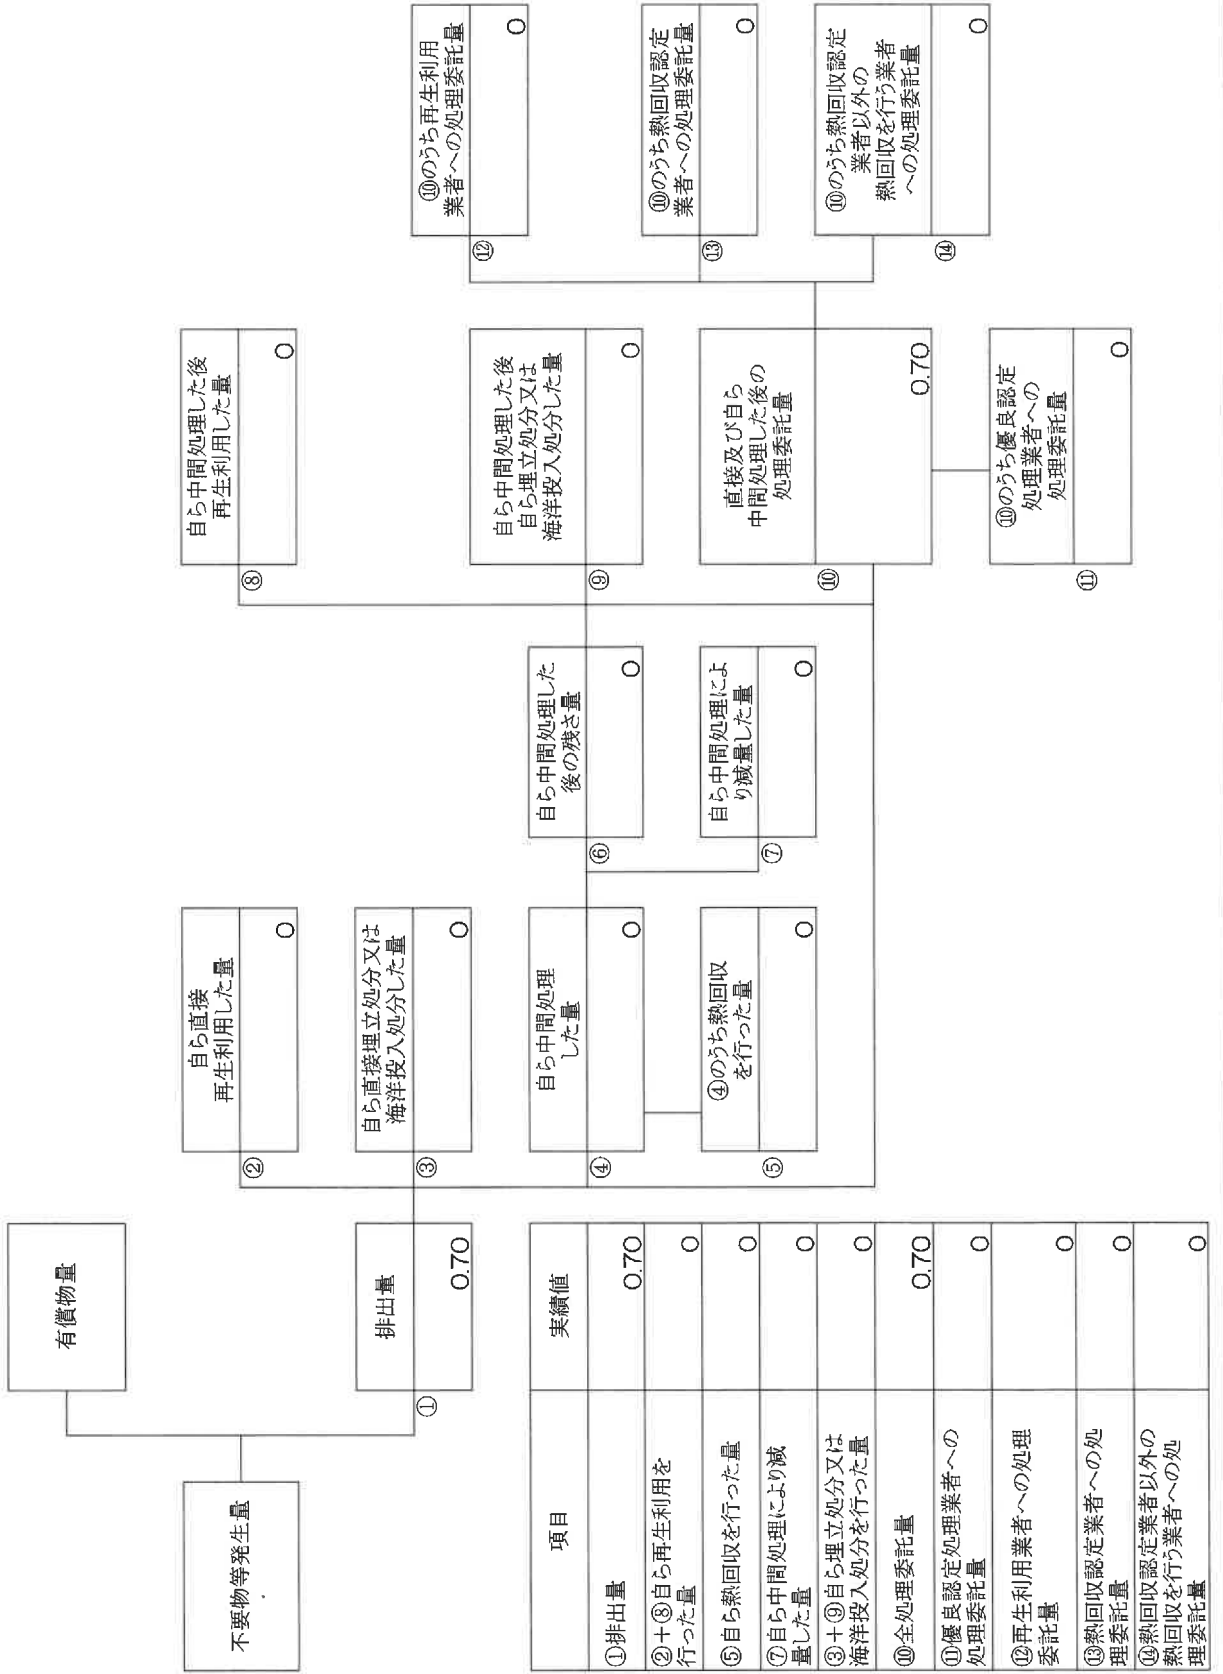 不要物等発生量
有償物量
排出量
①
0.70
自ら直接
再生利用した量
②
0
自ら直接埋立処分又は
海洋投入処分した量
③
0
自ら中間処理
した量
④
0
④のうち熱回収
を行った量
⑤
0
自ら中間処理した
後の残さ量
⑥
0
自ら中間処理によ
り減量した量
⑦
0
自ら中間処理した後
再生利用した量
⑧
0
自ら中間処理した後
自ら埋立処分又は
海洋投入処分した量
⑨
0
直接及び自ら
中間処理した後の
処理委託量
⑩
0.70
⑩のうち優良認定
処理業者への
処理委託量
⑪
0
⑩のうち再生利用
業者への処理委託量
⑫
0
⑩のうち熱回収認定
業者への処理委託量
⑬
0
⑩のうち熱回収認定
業者以外の
熱回収を行う業者
への処理委託量
⑭
0
項目 実績値
①排出量 0.70
②+⑧自ら再生利用を
行った量 0
⑤自ら熱回収を行った量 0
⑦自ら中間処理により減
量した量 0
③+⑨自ら埋立処分又は
海洋投入処分を行った量 0
⑩全処理委託量 0.70
⑪優良認定処理業者への
処理委託量 0
⑫再生利用業者への処理
委託量 0
⑬熱回収認定業者への処
理委託量 0
⑭熱回収認定業者以外の
熱回収を行う業者への処
理委託量 0